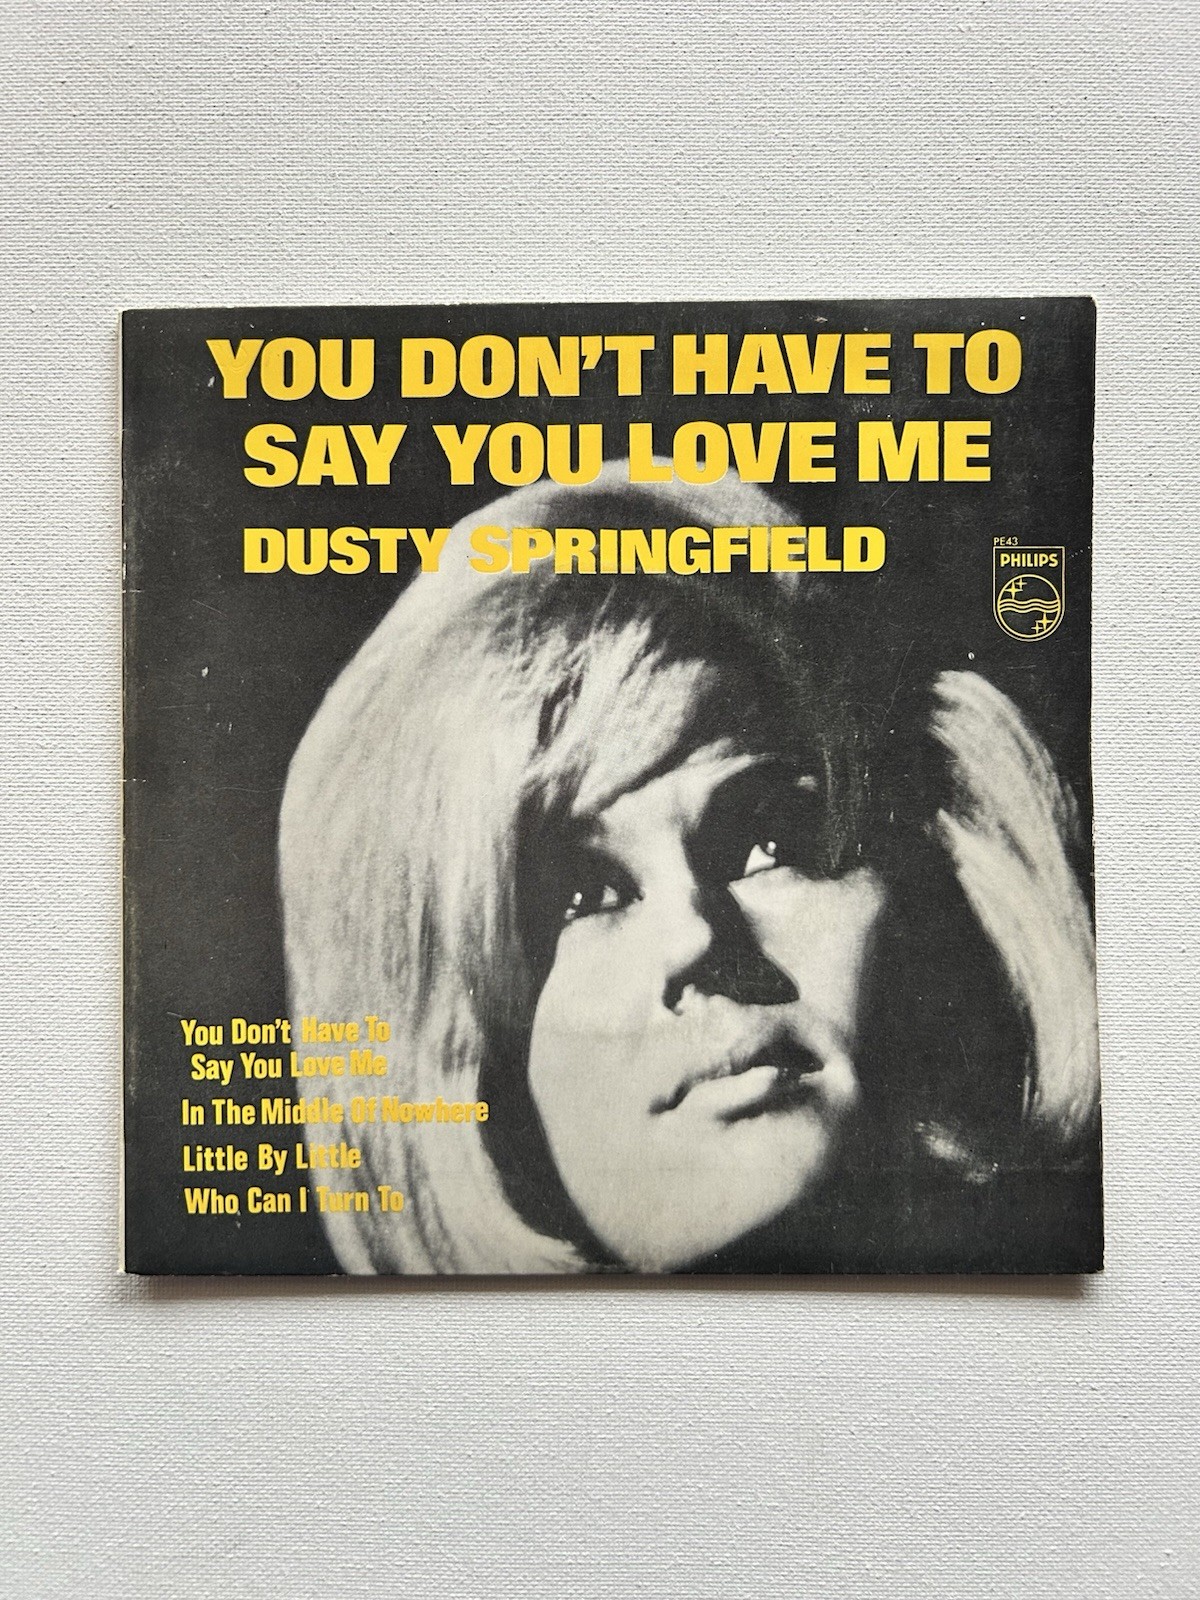 YOU DON'T HAVE TO
SAY YOU LOVE ME
DUSTY SPRINGFIELD
PE43
PHILIPS
You Don't Have To
Say You Love Me
In The Middle Of Nowhere
Little By Little
Who Can I Turn To